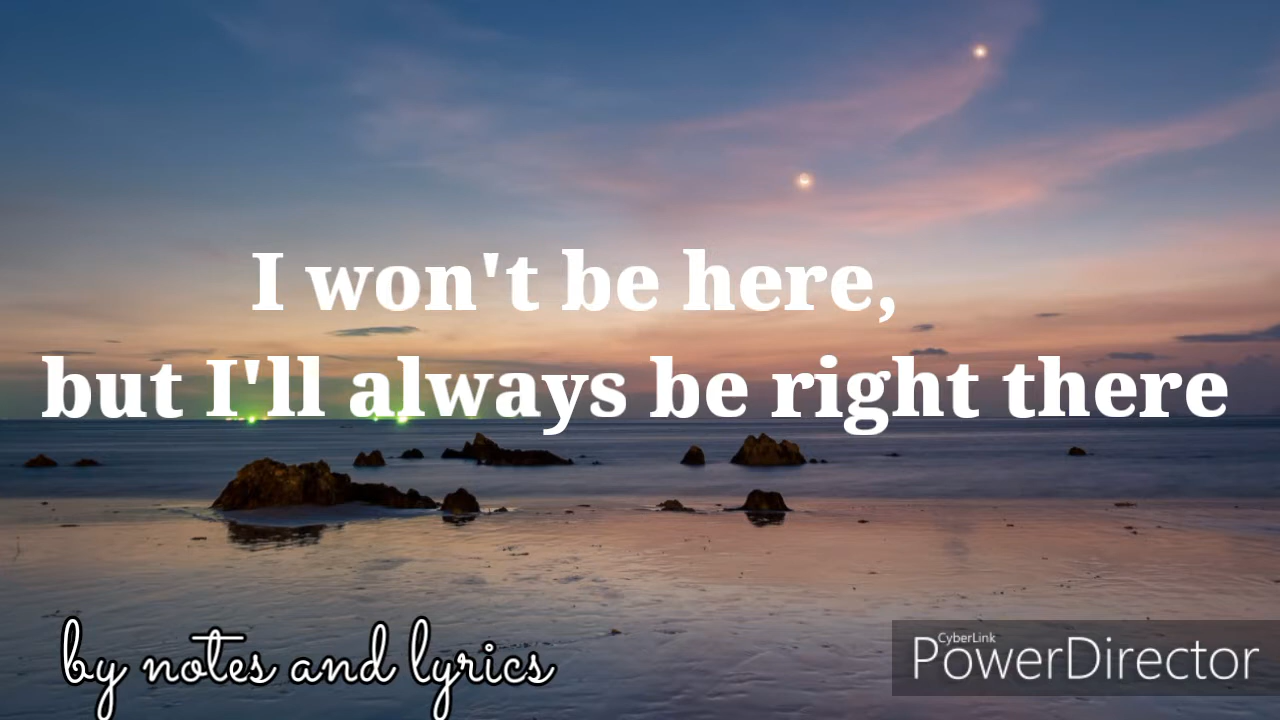 I won't be here,
but I'll always be right there
by notes and lyrics
CyberLink
PowerDirector